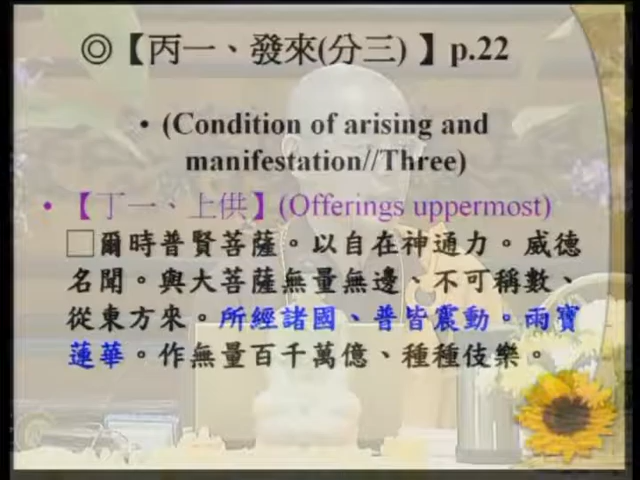 ◎【丙一、發來(分三)】p.22
• (Condition of arising and
manifestation//Three)
• 【丁一、上供】(Offerings uppermost)
□爾時普賢菩薩。以自在神通力。威德
名聞。與大菩薩無量無邊、不可稱數、
從東方來。所經諸國、普皆震動。雨寶
蓮華。作無量百千萬億、種種伎樂。